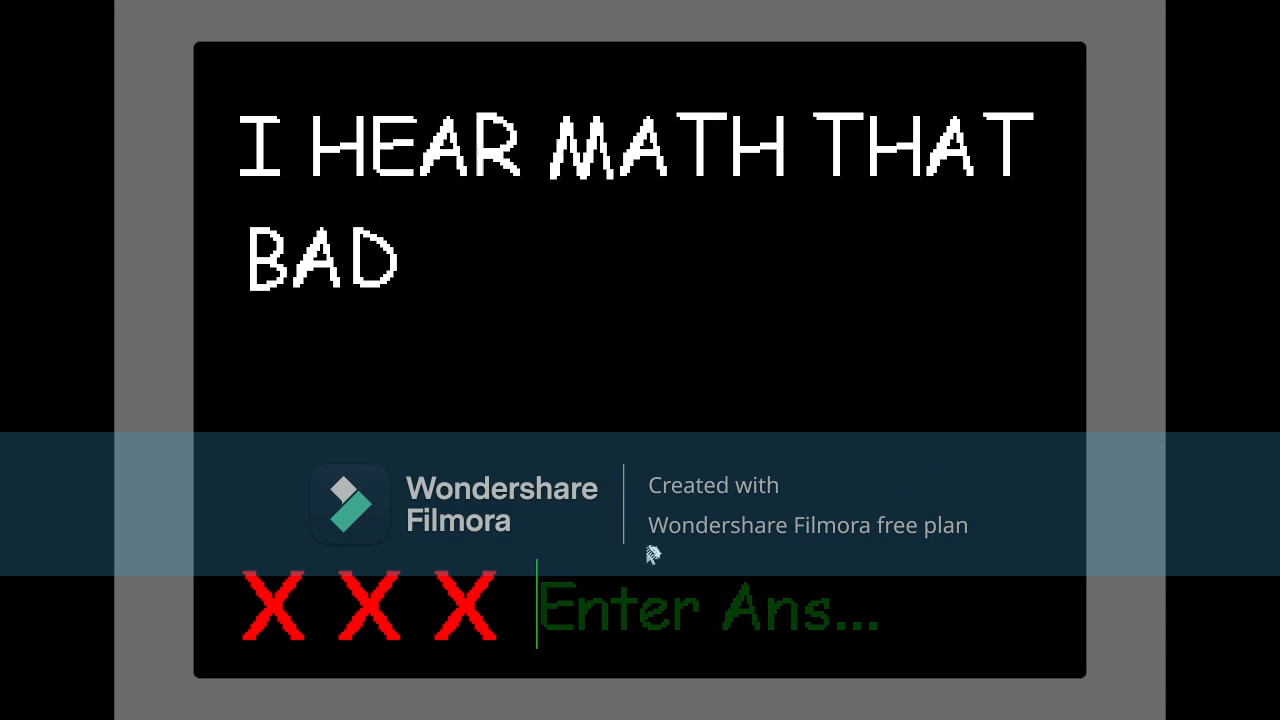 I HEAR MATH THAT
BAD
Wondershare
Filmora
Created with
Wondershare Filmora free plan
X X X Enter Ans...